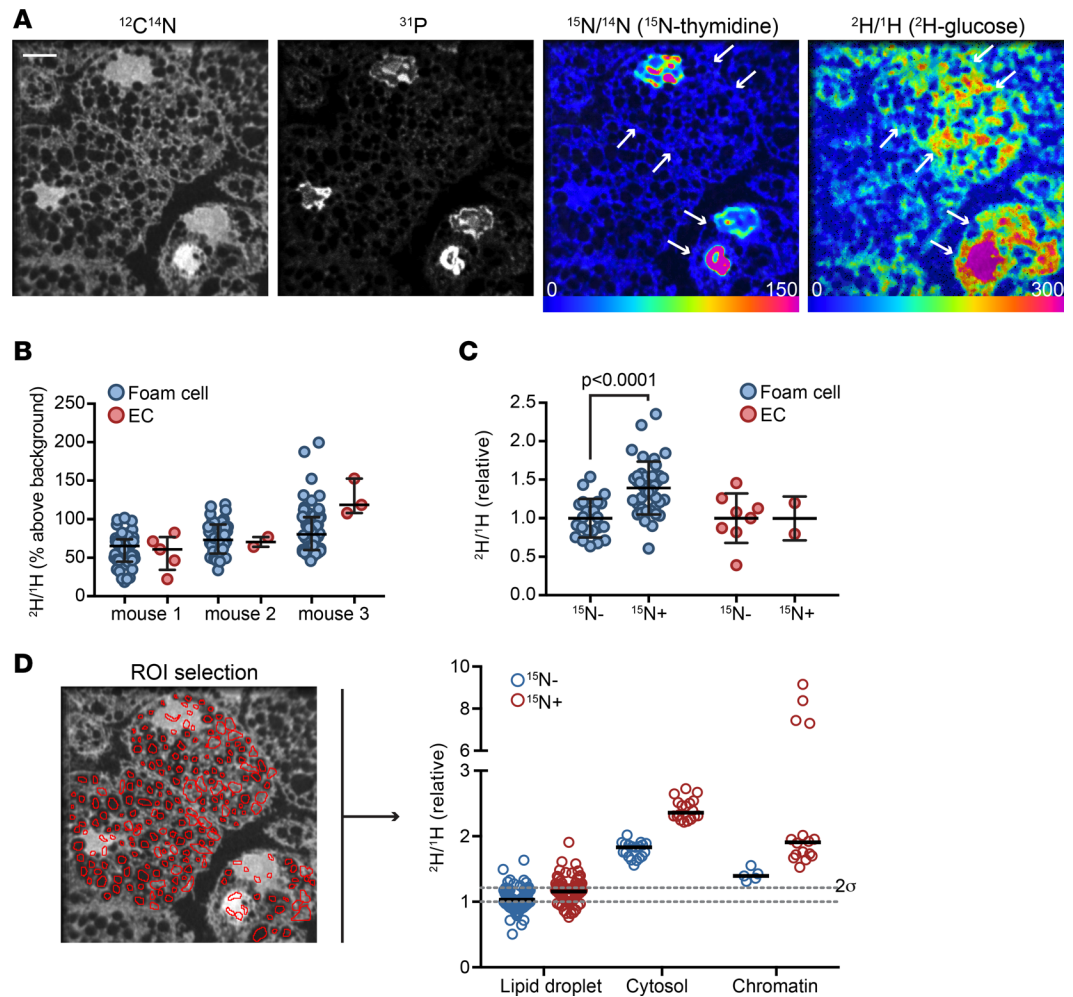 A
¹²C¹⁴N
³¹P
¹⁵N/¹⁴N (¹⁵N-thymidine)
²H/¹H (²H-glucose)
0 150
0 300
B
Foam cell
EC
²H/¹H (% above background)
250
200
150
100
50
0
mouse 1 mouse 2 mouse 3
C
p<0.0001
Foam cell
EC
²H/¹H (relative)
2.5
2.0
1.5
1.0
0.5
0.0
¹⁵N- ¹⁵N+ ¹⁵N- ¹⁵N+
D
ROI selection
¹⁵N-
¹⁵N+
²H/¹H (relative)
10
8
6
3
2
1
0
2σ
Lipid droplet Cytosol Chromatin